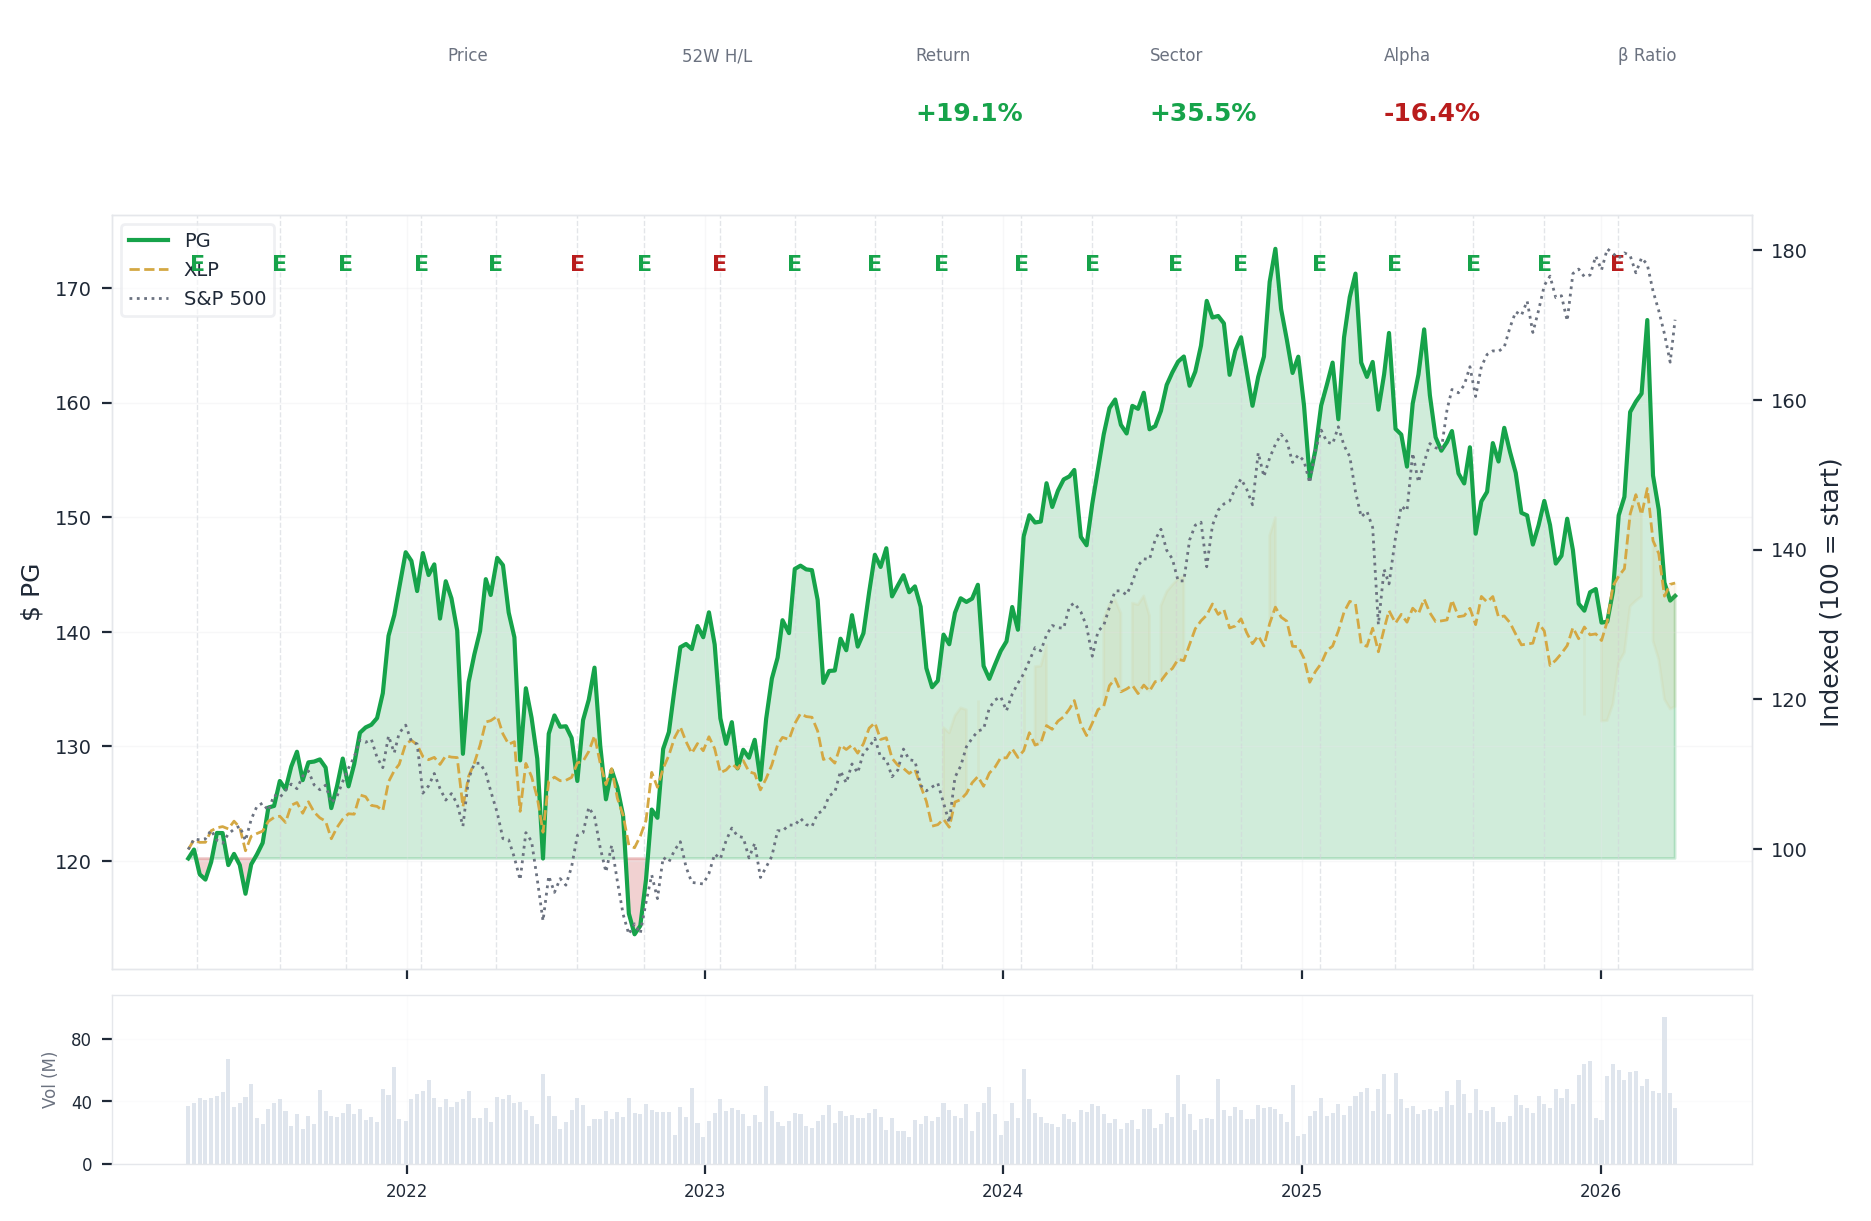 Price 52W H/L Return Sector Alpha β Ratio
+19.1% +35.5% -16.4%
PG
XLP
S&P 500
E E E E E E E E E E E E E E E E E E E E
$ PG
170
160
150
140
130
120
Indexed (100 = start)
180
160
140
120
100
Vol (M)
80
40
0
2022 2023 2024 2025 2026